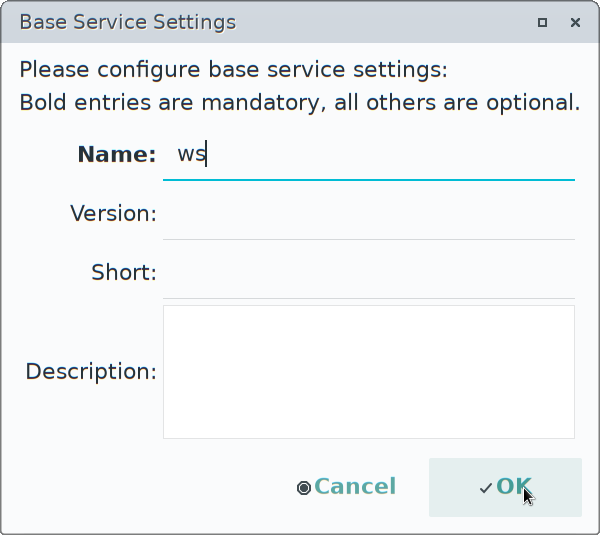 Base Service Settings
Please configure base service settings:
Bold entries are mandatory, all others are optional.
Name: ws
Version:
Short:
Description:
Cancel OK